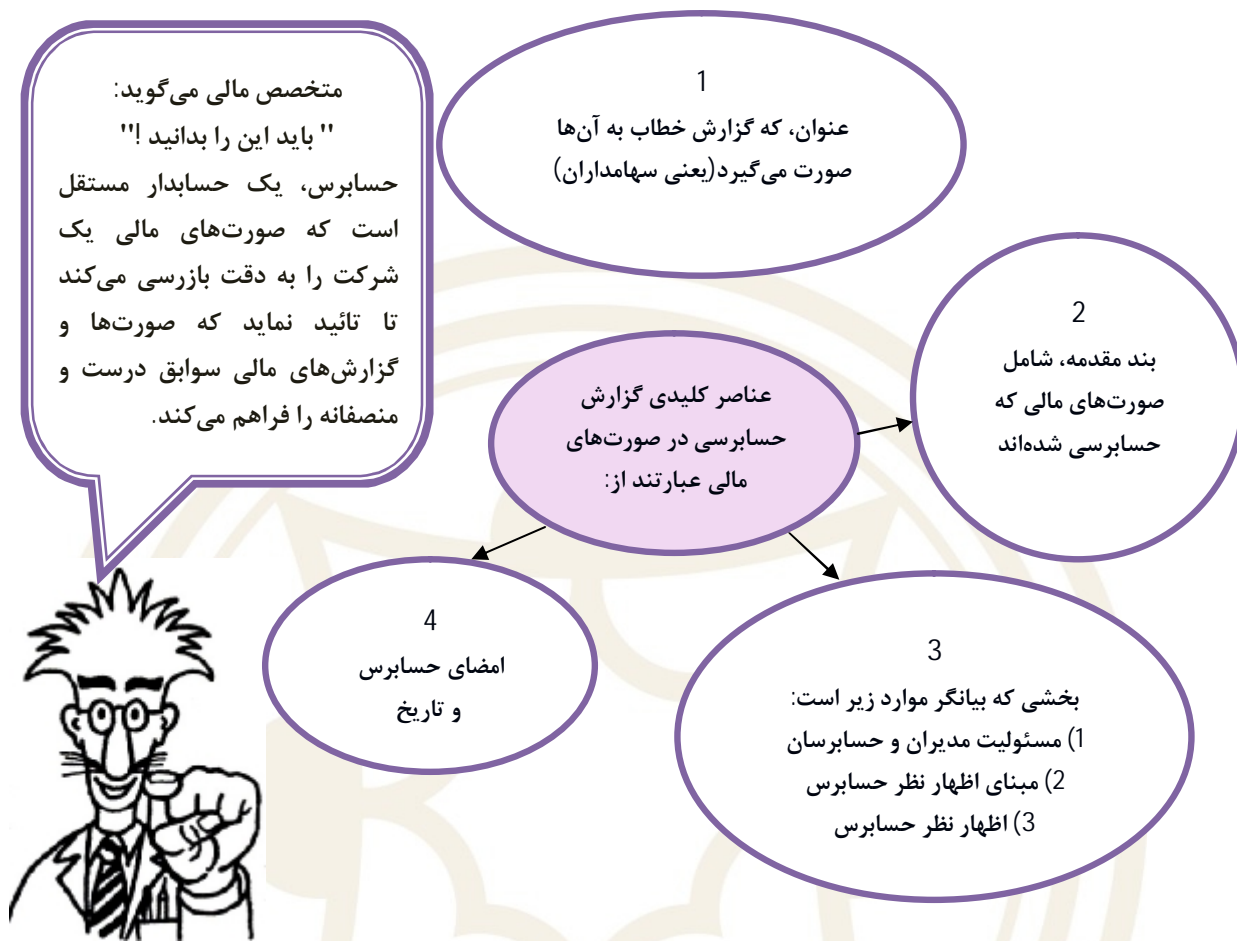 متخصص مالی می‌گوید:
" باید این را بدانید !"
حسابرس، یک حسابدار مستقل
است که صورت‌های مالی یک
شرکت را به دقت بازرسی می‌کند
تا تائید نماید که صورت‌ها و
گزارش‌های مالی سوابق درست و
منصفانه را فراهم می‌کند.
1
عنوان، که گزارش خطاب به آن‌ها
صورت می‌گیرد(یعنی سهامداران)
2
بند مقدمه، شامل
صورت‌های مالی که
حسابرسی شده‌اند
عناصر کلیدی گزارش
حسابرسی در صورت‌های
مالی عبارتند از:
3
بخشی که بیانگر موارد زیر است:
1) مسئولیت مدیران و حسابرسان
2) مبنای اظهار نظر حسابرس
3) اظهار نظر حسابرس
4
امضای حسابرس
و تاریخ